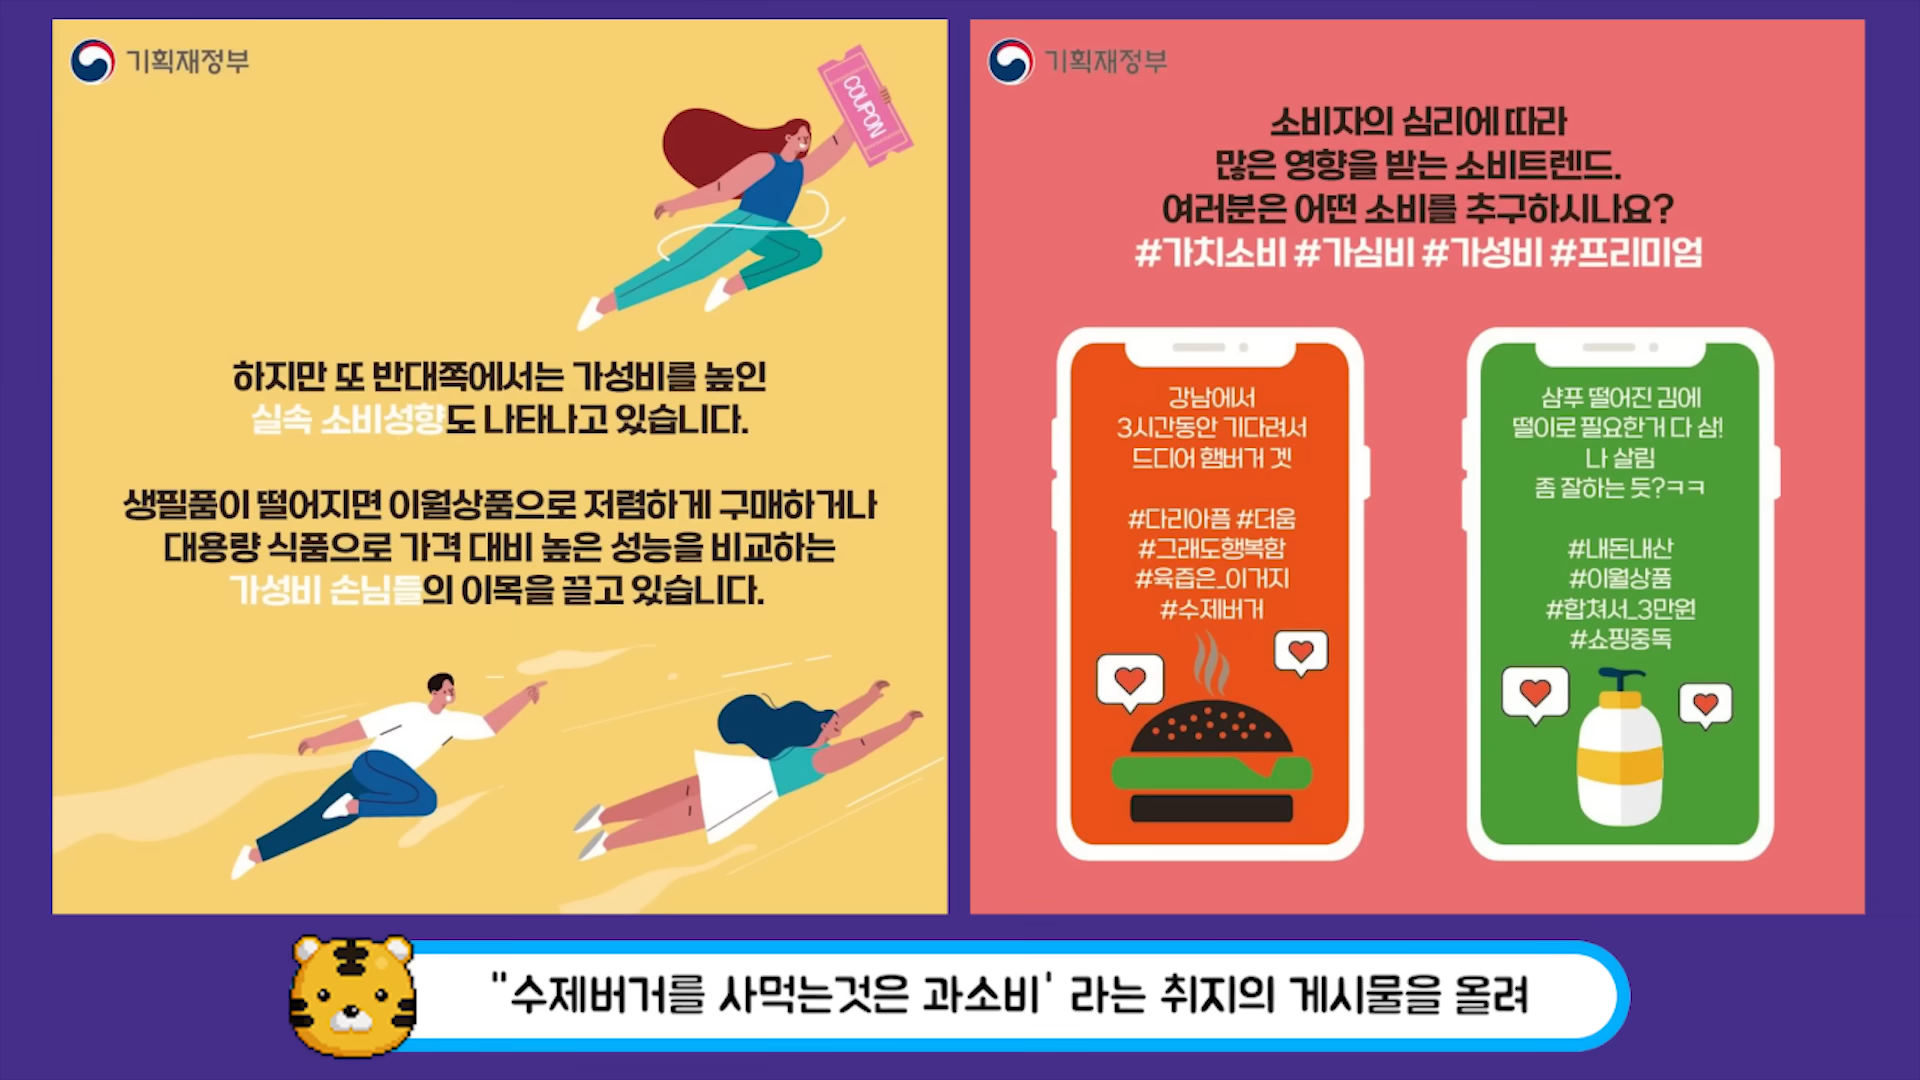 기획재정부
COUPON
하지만 또 반대쪽에서는 가성비를 높인
실속 소비성향도 나타나고 있습니다.
생필품이 떨어지면 이월상품으로 저렴하게 구매하거나
대용량 식품으로 가격 대비 높은 성능을 비교하는
가성비 손님들의 이목을 끌고 있습니다.
기획재정부
소비자의 심리에 따라
많은 영향을 받는 소비트렌드.
여러분은 어떤 소비를 추구하시나요?
#가치소비 #가심비 #가성비 #프리미엄
강남에서
3시간동안 기다려서
드디어 햄버거 겟
#다리아픔 #더움
#그래도행복함
#육즙은_이거지
#수제버거
샴푸 떨어진 김에
떨이로 필요한거 다 삼!
나 살림
좀 잘하는 듯?ㅋㅋ
#내돈내산
#이월상품
#합쳐서_3만원
#쇼핑중독
"수제버거를 사먹는것은 과소비' 라는 취지의 게시물을 올려